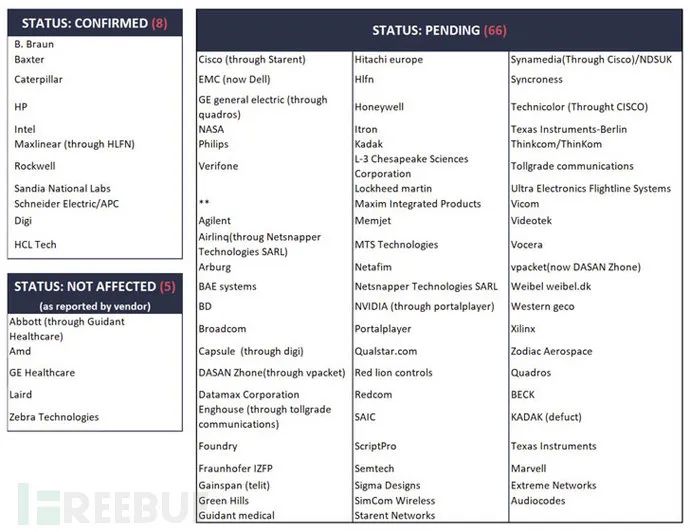 STATUS: CONFIRMED (8)
B. Braun
Baxter
Caterpillar
HP
Intel
Maxlinear (through HLFN)
Rockwell
Sandia National Labs
Schneider Electric/APC
Digi
HCL Tech
STATUS: NOT AFFECTED (5)
(as reported by vendor)
Abbott (through Guidant
Healthcare)
Amd
GE Healthcare
Laird
Zebra Technologies
STATUS: PENDING (66)
Cisco (through Starent)
EMC (now Dell)
GE general electric (through
quadros)
NASA
Philips
Verifone
**
Agilent
Airlinq(throug Netsnapper
Technologies SARL)
Arburg
BAE systems
BD
Broadcom
Capsule (through digi)
DASAN Zhone(through vpacket)
Datamax Corporation
Enghouse (through tollgrade
communications)
Foundry
Fraunhofer IZFP
Gainspan (telit)
Green Hills
Guidant medical
Hitachi europe
Hlfn
Honeywell
Itron
Kadak
L-3 Chesapeake Sciences
Corporation
Lockheed martin
Maxim Integrated Products
Memjet
MTS Technologies
Netafim
Netsnapper Technologies SARL
NVIDIA (through portalplayer)
Portalplayer
Qualstar.com
Red lion controls
Redcom
SAIC
ScriptPro
Semtech
Sigma Designs
SimCom Wireless
Starent Networks
Synamedia(Through Cisco)/NDSUK
Syncroness
Technicolor (Throught CISCO)
Texas Instruments-Berlin
Thinkcom/ThinKom
Tollgrade communications
Ultra Electronics Flightline Systems
Vicom
Videotek
Vocera
vpacket(now DASAN Zhone)
Weibel weibel.dk
Western geco
Xilinx
Zodiac Aerospace
Quadros
BECK
KADAK (defuct)
Texas Instruments
Marvell
Extreme Networks
Audiocodes